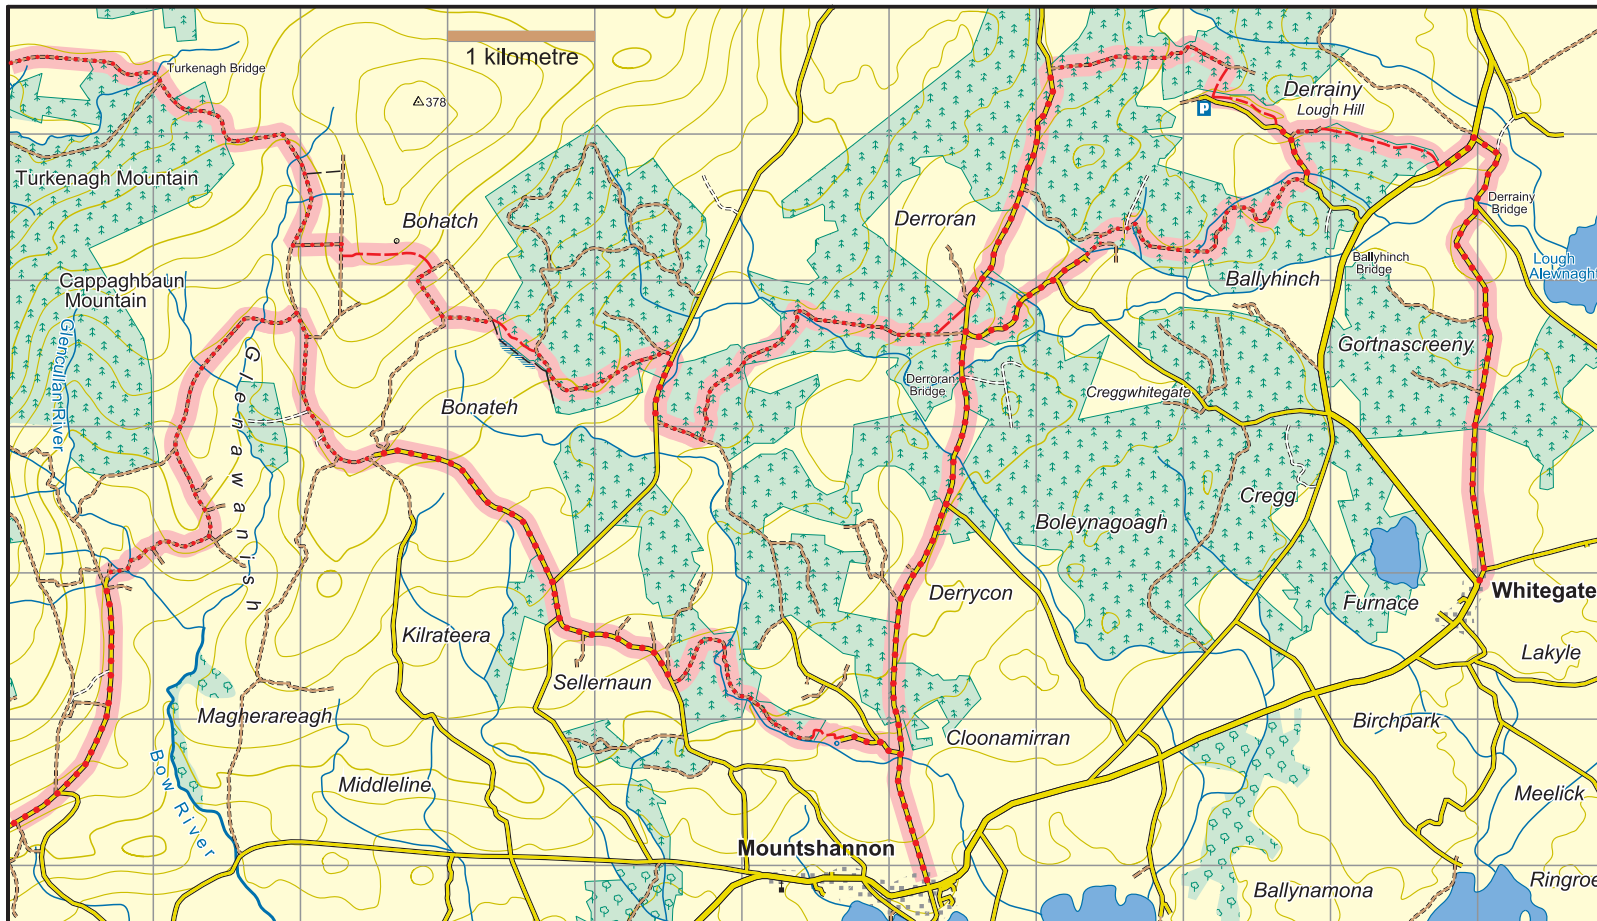 1 kilometre
Turkenagh Bridge
378
Derrainy
Lough Hill
P
Turkenagh Mountain
Bohatch
Derroran
Derrainy
Bridge
Cappaghbaun
Mountain
Ballyhinch
Bridge
Lough
Alewnaght
Ballyhinch
Glencullan River
Glenawanish
Gortnascreeny
Derroran
Bridge
Creggwhitegate
Bonateh
Cregg
Boleynagoagh
Derrycon
Whitegate
Furnace
Kilrateera
Lakyle
Sellernaun
Magherareagh
Birchpark
Cloonamirran
Bow River
Middleline
Meelick
Mountshannon
Ballynamona
Ringroe